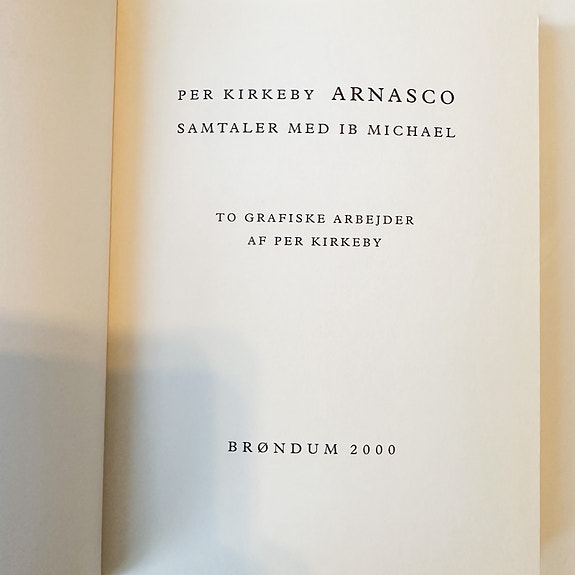 PER KIRKEBY ARNASCO
SAMTALER MED IB MICHAEL
TO GRAFISKE ARBEJDER
AF PER KIRKEBY
BRØNDUM 2000